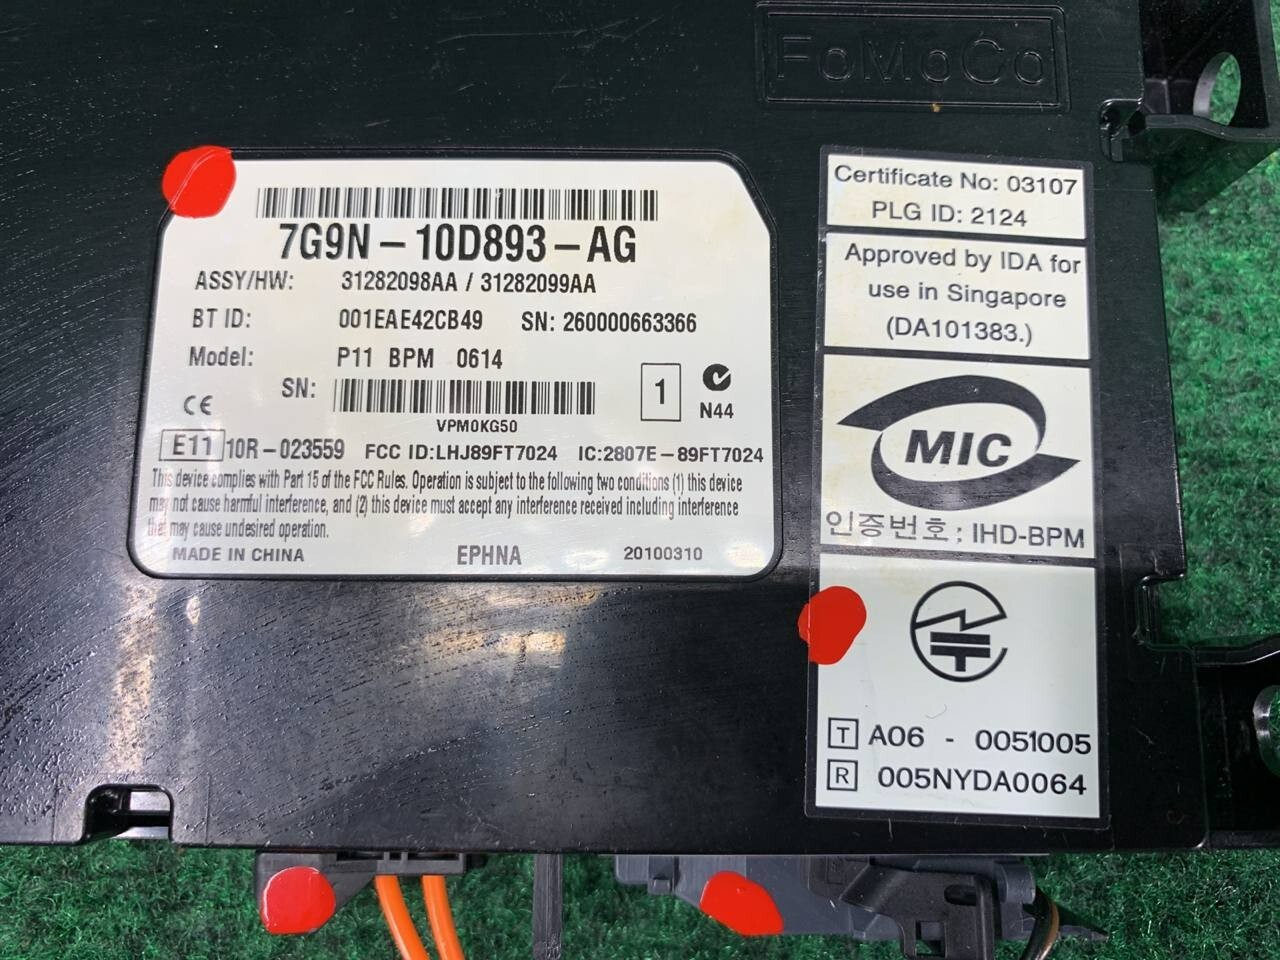 FoMoCo
7G9N-10D893-AG
ASSY/HW: 31282098AA / 31282099AA
BT ID: 001EAE42CB49 SN: 260000663366
Model: P11 BPM 0614
SN:
VPM0KG50
1
N44
CE
E11 10R-023559 FCC ID:LHJ89FT7024 IC:2807E-89FT7024
This device complies with Part 15 of the FCC Rules. Operation is subject to the following two conditions (1) this device
may not cause harmful interference, and (2) this device must accept any interference received including interference
that may cause undesired operation.
MADE IN CHINA EPHNA 20100310
Certificate No: 03107
PLG ID: 2124
Approved by IDA for
use in Singapore
(DA101383.)
MIC
인증번호 ; IHD-BPM
T A06 - 0051005
R 005NYDA0064